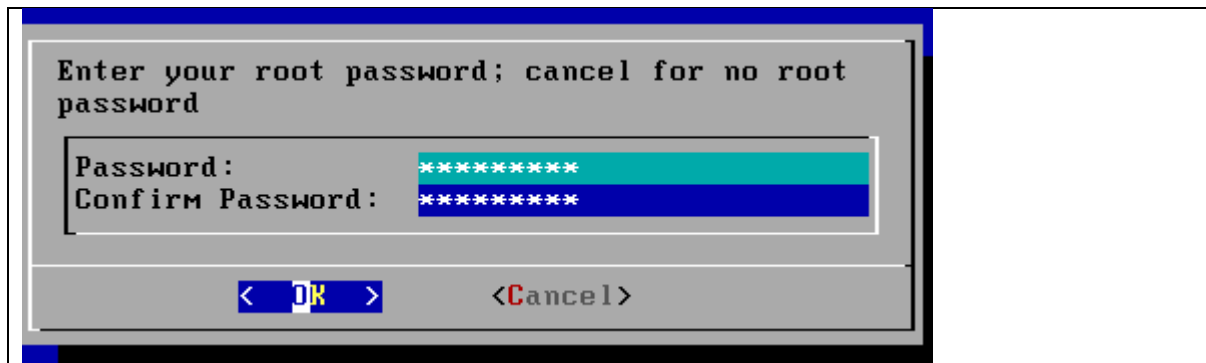 Enter your root password; cancel for no root
password
Password: *********
Confirm Password: *********
< OK > <Cancel>